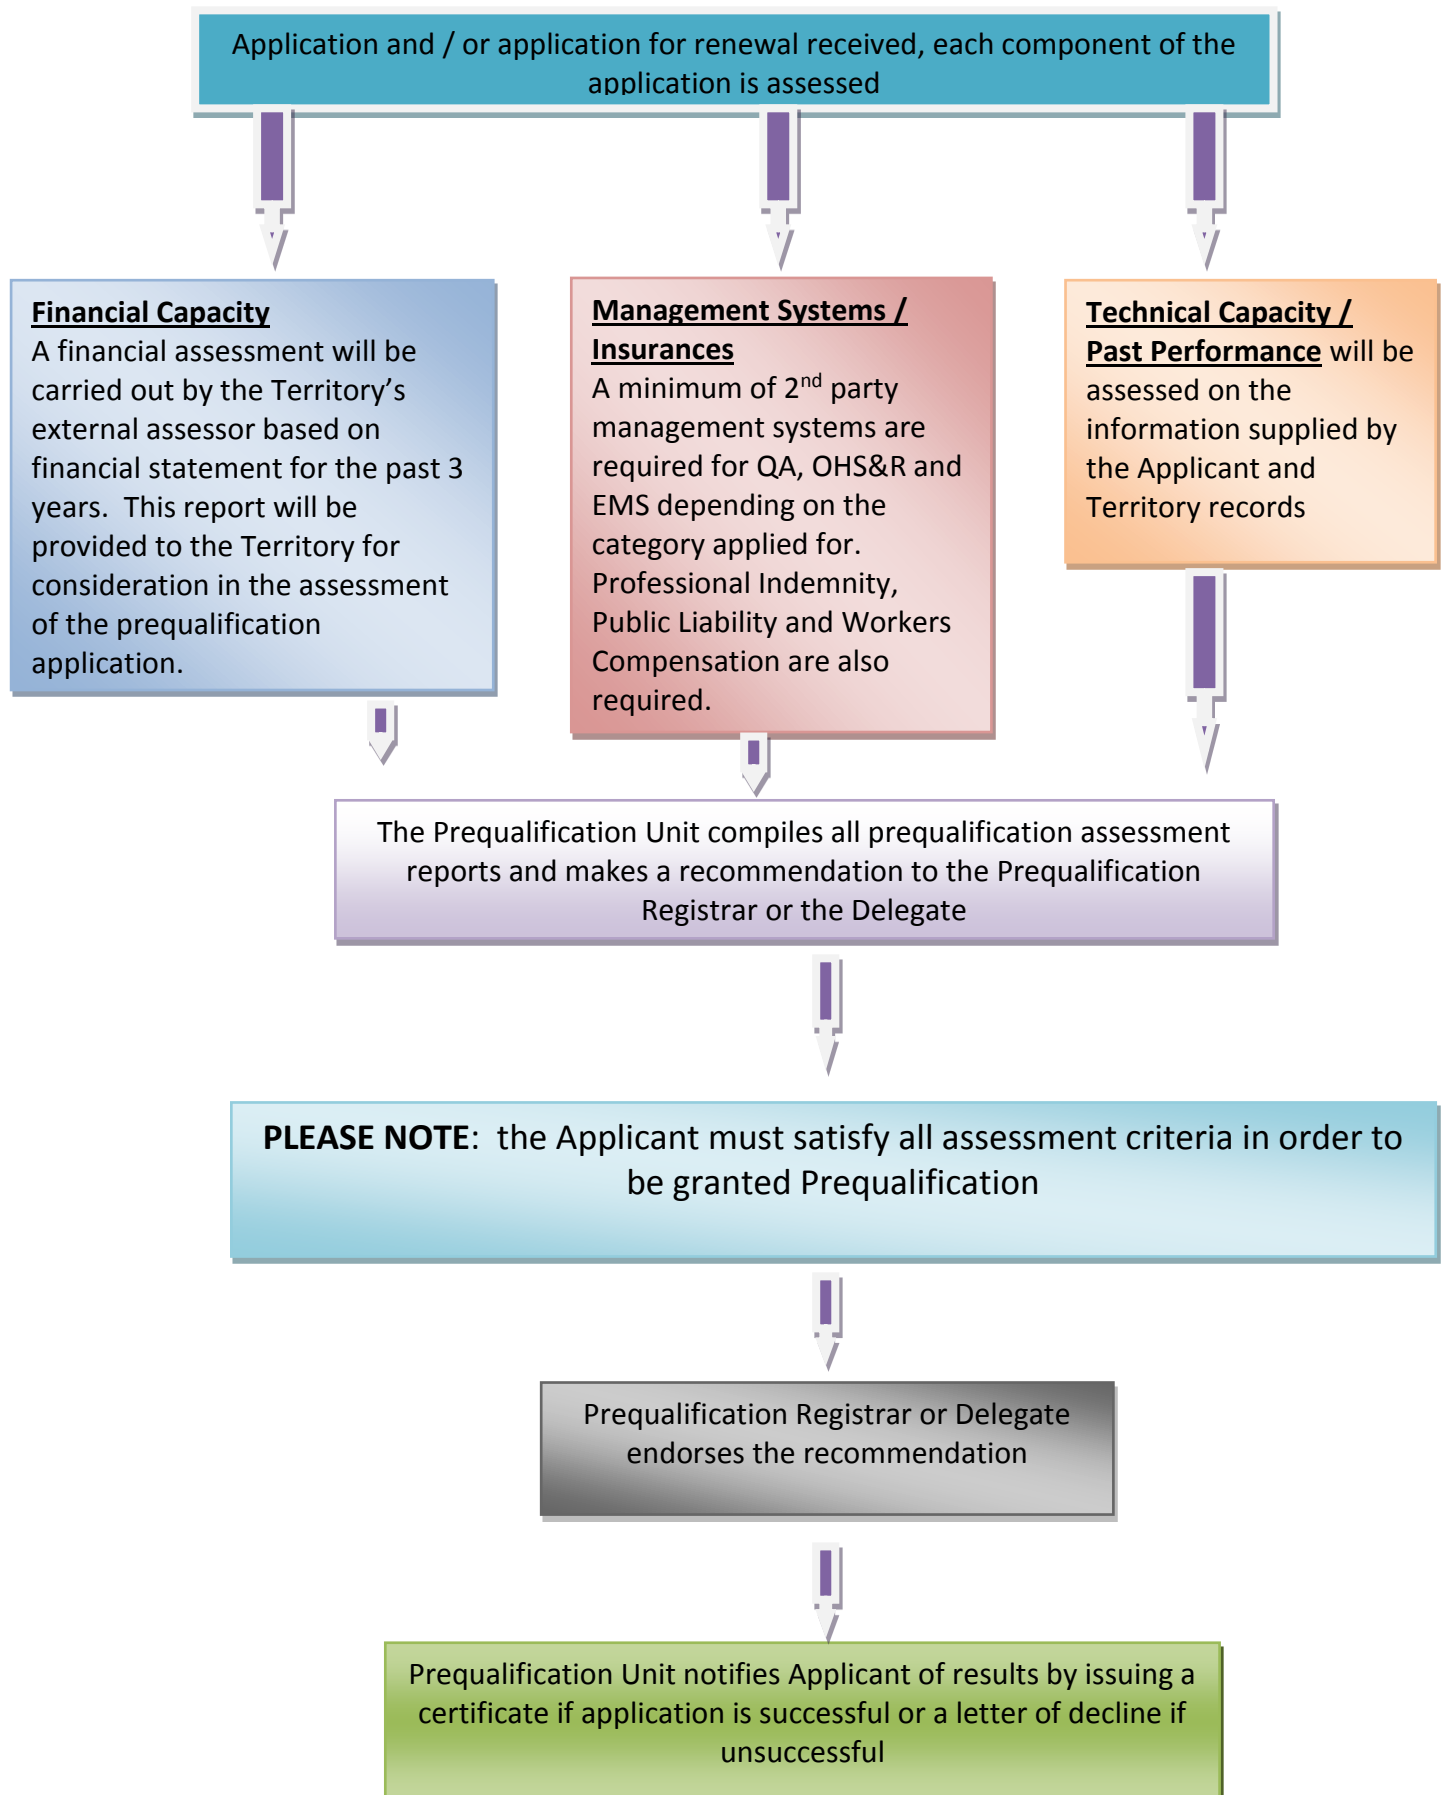 Application and / or application for renewal received, each component of the
application is assessed
Financial Capacity
A financial assessment will be
carried out by the Territory’s
external assessor based on
financial statement for the past 3
years.  This report will be
provided to the Territory for
consideration in the assessment
of the prequalification
application.
Management Systems /
Insurances
A minimum of 2nd party
management systems are
required for QA, OHS&R and
EMS depending on the
category applied for.
Professional Indemnity,
Public Liability and Workers
Compensation are also
required.
Technical Capacity /
Past Performance will be
assessed on the
information supplied by
the Applicant and
Territory records
The Prequalification Unit compiles all prequalification assessment
reports and makes a recommendation to the Prequalification
Registrar or the Delegate
PLEASE NOTE:  the Applicant must satisfy all assessment criteria in order to
be granted Prequalification
Prequalification Registrar or Delegate
endorses the recommendation
Prequalification Unit notifies Applicant of results by issuing a
certificate if application is successful or a letter of decline if
unsuccessful